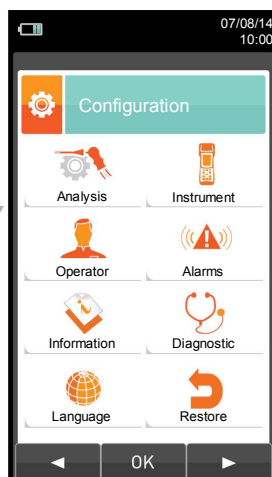 07/08/14
10:00
Configuration
Analysis
Instrument
Operator
Alarms
Information
Diagnostic
Language
Restore
OK